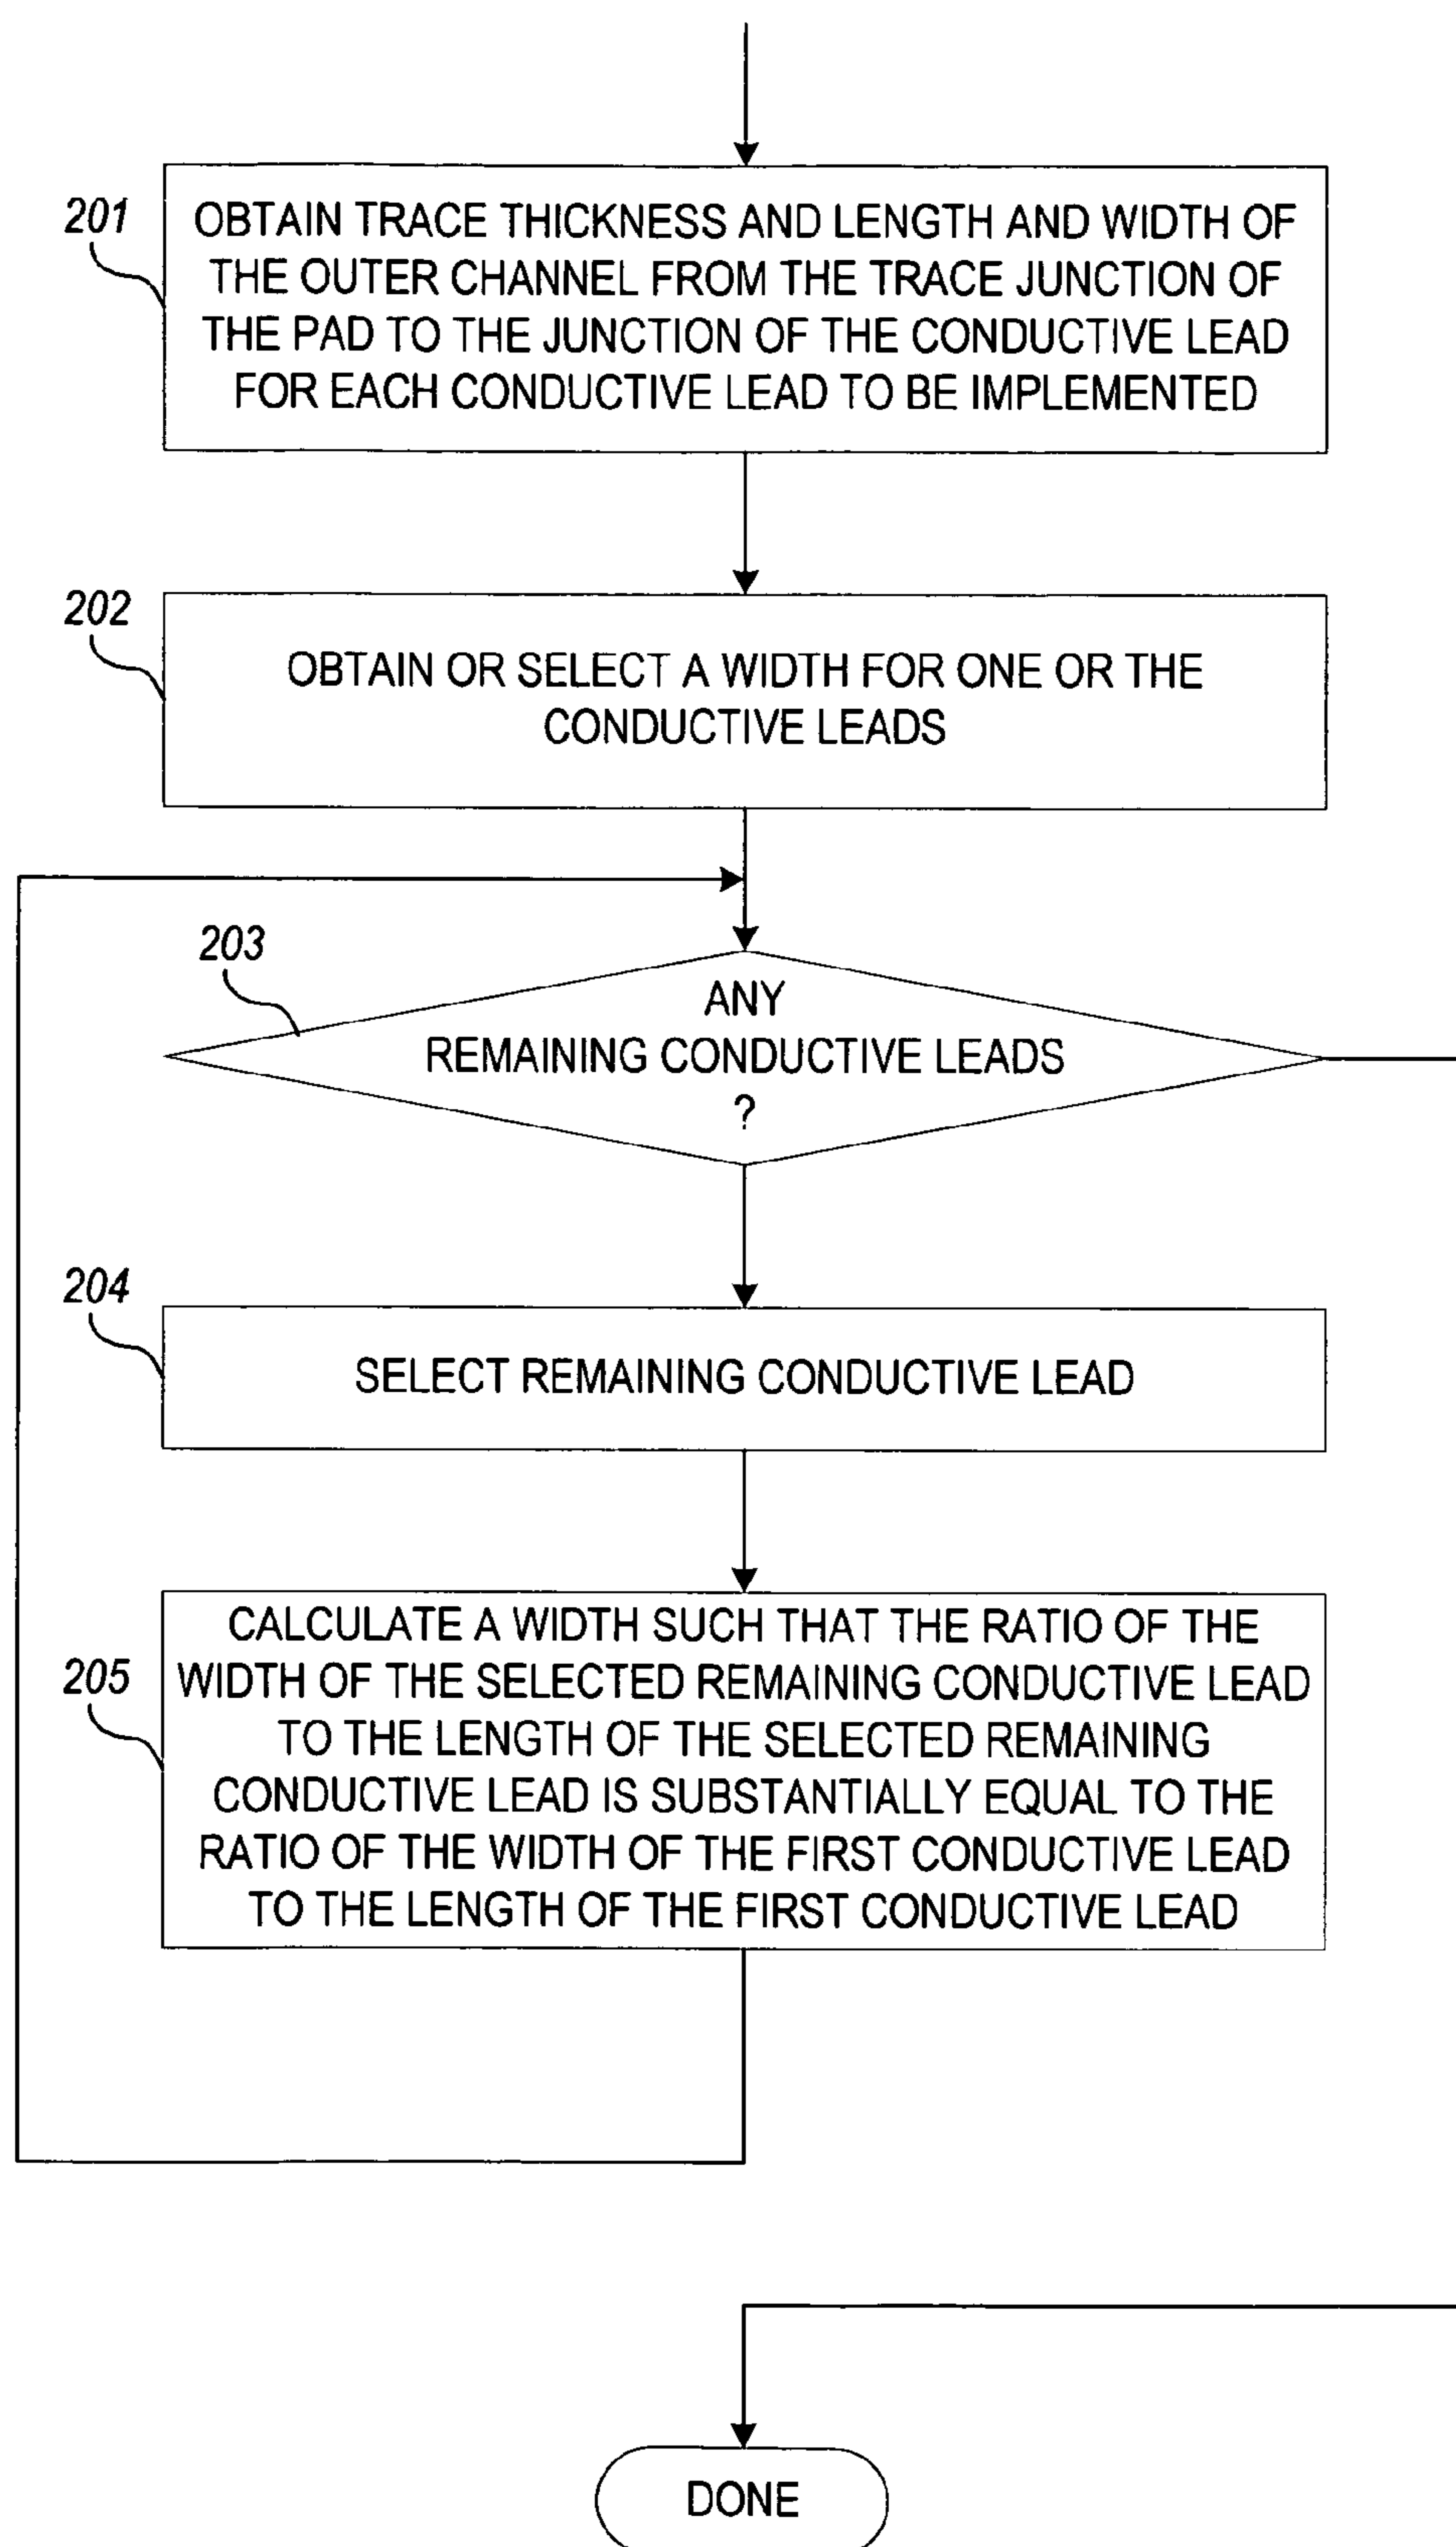 201
OBTAIN TRACE THICKNESS AND LENGTH AND WIDTH OF
THE OUTER CHANNEL FROM THE TRACE JUNCTION OF
THE PAD TO THE JUNCTION OF THE CONDUCTIVE LEAD
FOR EACH CONDUCTIVE LEAD TO BE IMPLEMENTED
202
OBTAIN OR SELECT A WIDTH FOR ONE OR THE
CONDUCTIVE LEADS
203
ANY
REMAINING CONDUCTIVE LEADS
?
204
SELECT REMAINING CONDUCTIVE LEAD
205
CALCULATE A WIDTH SUCH THAT THE RATIO OF THE
WIDTH OF THE SELECTED REMAINING CONDUCTIVE LEAD
TO THE LENGTH OF THE SELECTED REMAINING
CONDUCTIVE LEAD IS SUBSTANTIALLY EQUAL TO THE
RATIO OF THE WIDTH OF THE FIRST CONDUCTIVE LEAD
TO THE LENGTH OF THE FIRST CONDUCTIVE LEAD
DONE